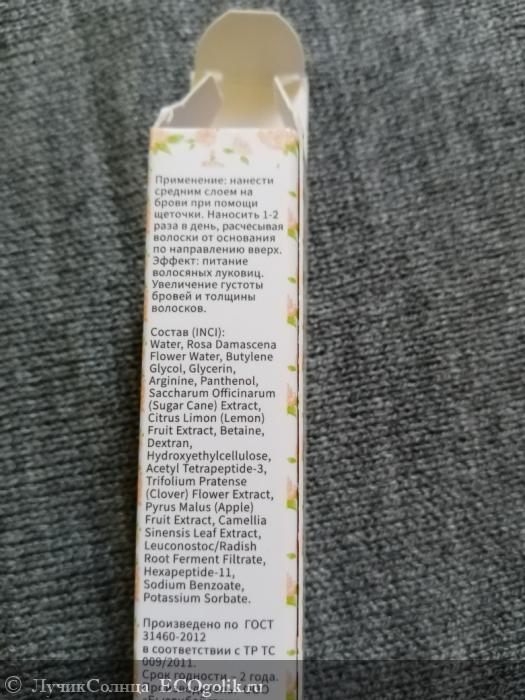 Применение: нанести
средним слоем на
брови при помощи
щеточки. Наносить 1-2
раза в день, расчесывая
волоски от основания
по направлению вверх.
Эффект: питание
волосяных луковиц.
Увеличение густоты
бровей и толщины
волосков.
Состав (INCI):
Water, Rosa Damascena
Flower Water, Butylene
Glycol, Glycerin,
Arginine, Panthenol,
Saccharum Officinarum
(Sugar Cane) Extract,
Citrus Limon (Lemon)
Fruit Extract, Betaine,
Dextran,
Hydroxyethylcellulose,
Acetyl Tetrapeptide-3,
Trifolium Pratense
(Clover) Flower Extract,
Pyrus Malus (Apple)
Fruit Extract, Camellia
Sinensis Leaf Extract,
Leuconostoc/Radish
Root Ferment Filtrate,
Hexapeptide-11,
Sodium Benzoate,
Potassium Sorbate.
Произведено по ГОСТ
31460-2012
в соответствии с ТР ТС
009/2011.
Срок годности - 2 года.
© ЛучикСолнца ECOgolik.ru